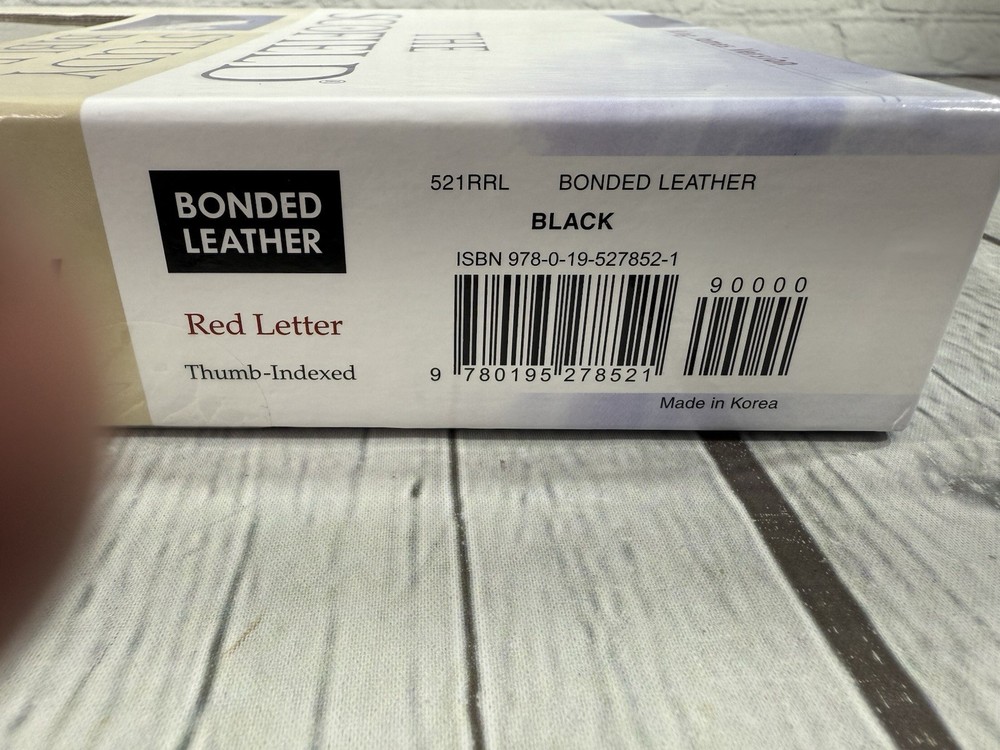 THE
SCOFIELD®
STUDY
BONDED
LEATHER
Red Letter
Thumb-Indexed
521RRL BONDED LEATHER
BLACK
ISBN 978-0-19-527852-1
90000
9 780195 278521
Made in Korea